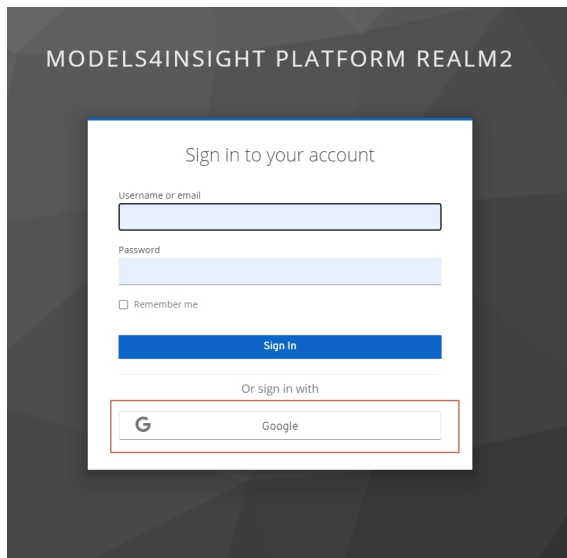 MODELS4INSIGHT PLATFORM REALM2
Sign in to your account
Username or email
Password
Remember me
Sign In
Or sign in with
G
Google